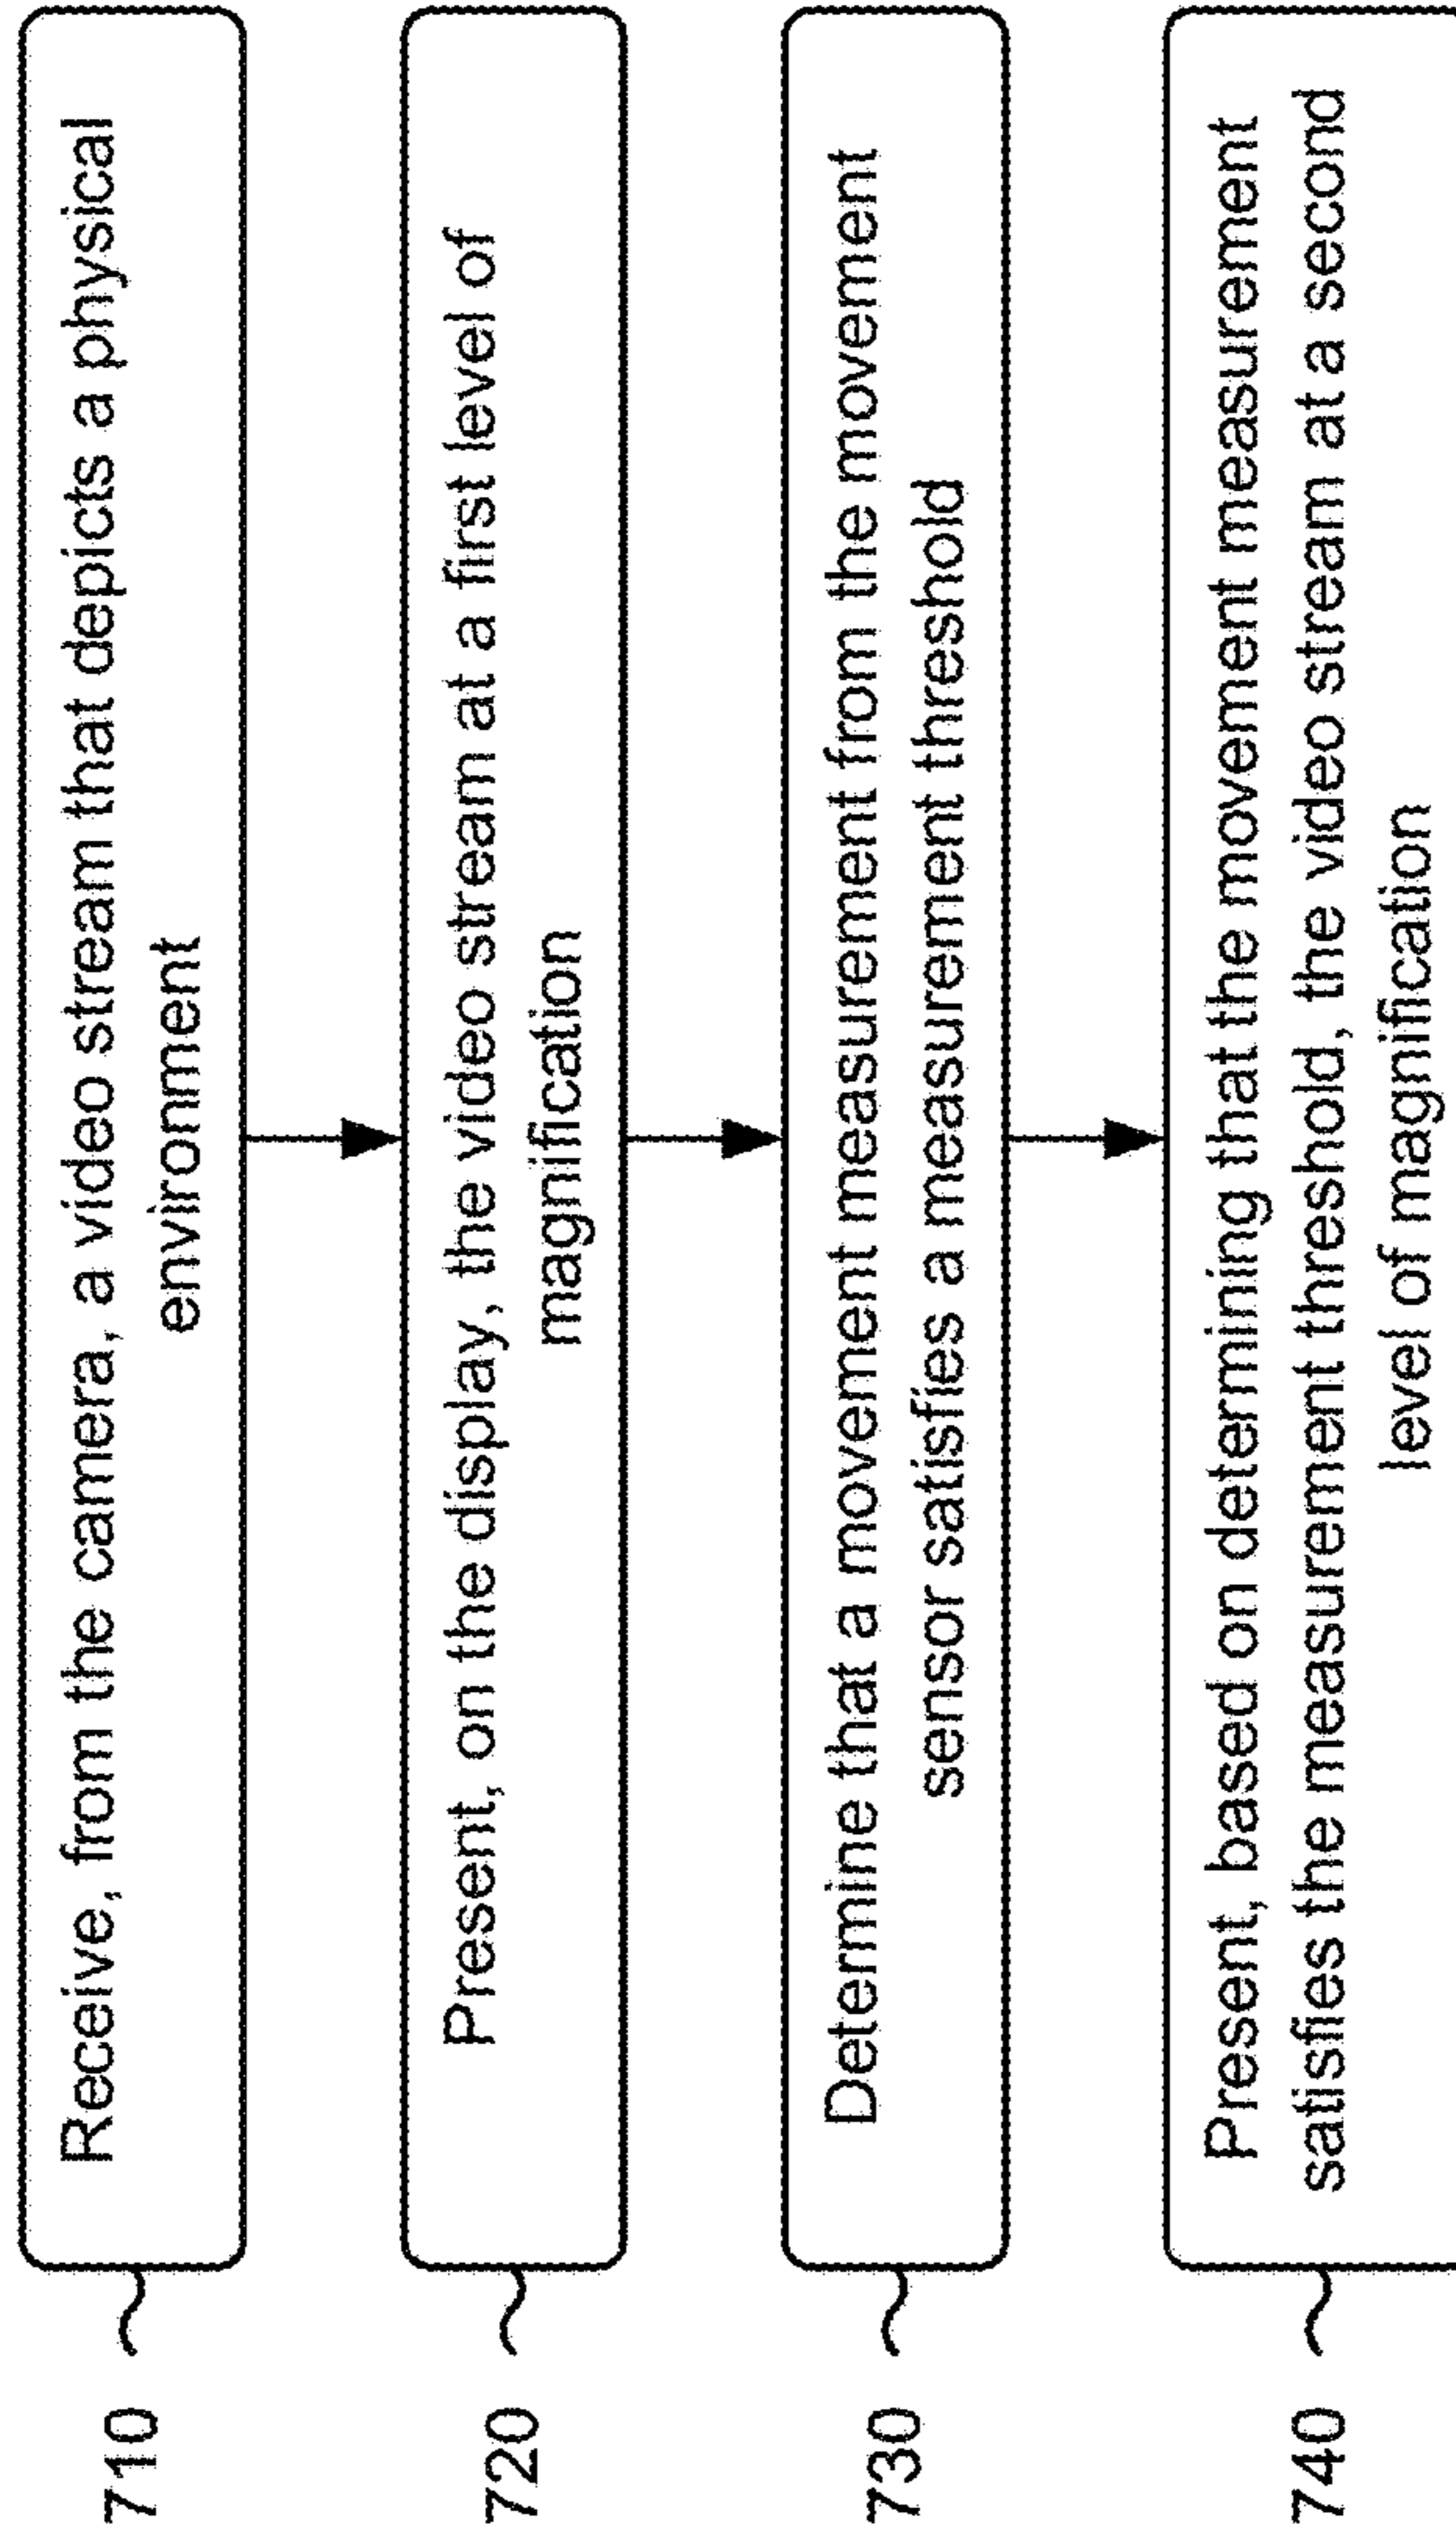 710
Receive, from the camera, a video stream that depicts a physical
environment
720
Present, on the display, the video stream at a first level of
magnification
730
Determine that a movement measurement from the movement
sensor satisfies a measurement threshold
740
Present, based on determining that the movement measurement
satisfies the measurement threshold, the video stream at a second
level of magnification